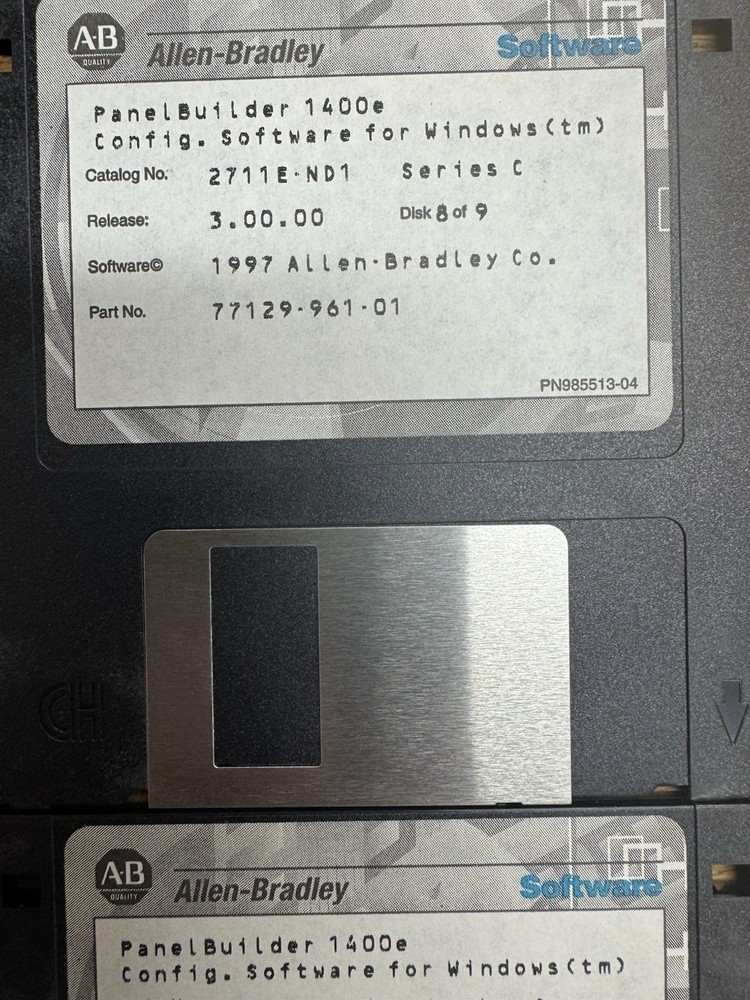 A·B
QUALITY
Allen-Bradley
Software
PanelBuilder 1400e
Config. Software for Windows(tm)
Catalog No. 2711E-ND1 Series C
Release: 3.00.00 Disk 8 of 9
Software© 1997 Allen-Bradley Co.
Part No. 77129-961-01
PN985513-04
A·B
QUALITY
Allen-Bradley
Software
PanelBuilder 1400e
Config. Software for Windows(tm)